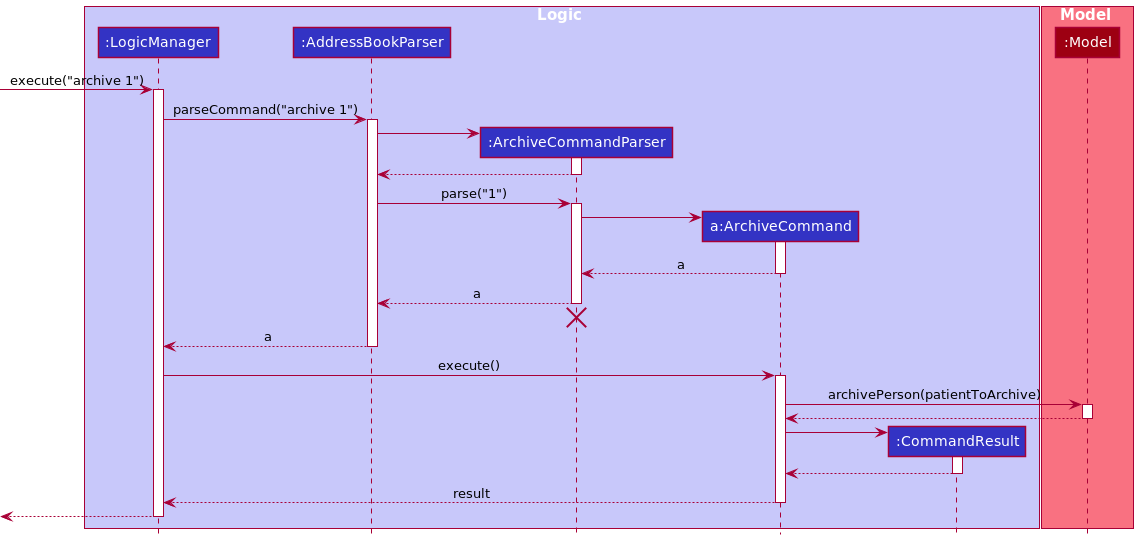 Logic
Model
:LogicManager
:AddressBookParser
:Model
execute("archive 1")
parseCommand("archive 1")
:ArchiveCommandParser
parse("1")
a:ArchiveCommand
a
a
a
execute()
archivePerson(patientToArchive)
:CommandResult
result